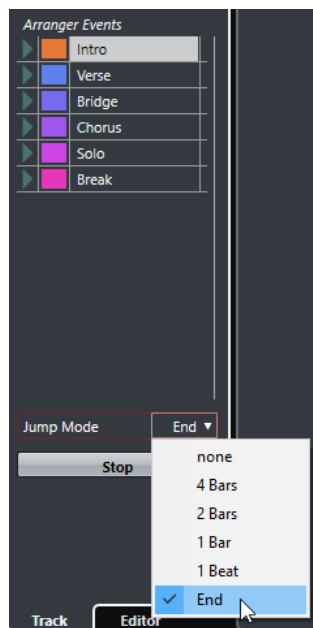 Arranger Events
Intro
Verse
Bridge
Chorus
Solo
Break
Jump Mode End
none
4 Bars
2 Bars
1 Bar
1 Beat
End
Stop
Track Editor